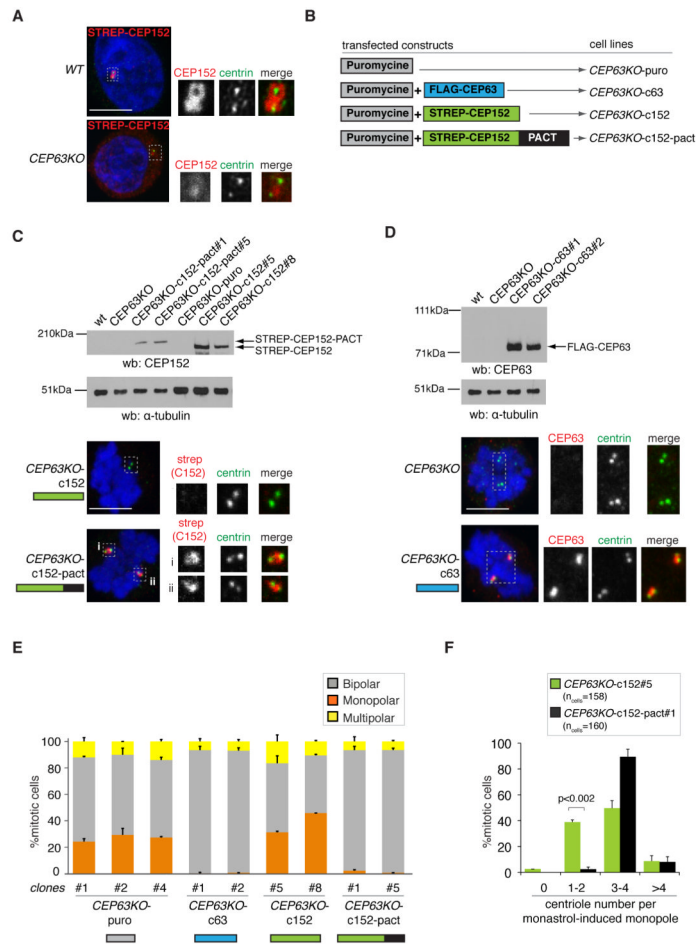 A
STREP-CEP152
WT
CEP152 centrin merge
STREP-CEP152
CEP63KO
CEP152 centrin merge
B
transfected constructs cell lines
Puromycine CEP63KO-puro
Puromycine + FLAG-CEP63 CEP63KO-c63
Puromycine + STREP-CEP152 CEP63KO-c152
Puromycine + STREP-CEP152 PACT CEP63KO-c152-pact
C
wt
CEP63KO
CEP63KO-c152-pact#1
CEP63KO-c152-pact#5
CEP63KO-puro
CEP63KO-c152#5
CEP63KO-c152#8
210kDa
STREP-CEP152-PACT
STREP-CEP152
wb: CEP152
51kDa
wb: α-tubulin
CEP63KO-
c152
strep
(C152) centrin merge
CEP63KO-
c152-pact
i
ii
strep
(C152) centrin merge
i
ii
D
wt
CEP63KO
CEP63KO-c63#1
CEP63KO-c63#2
111kDa
71kDa
FLAG-CEP63
wb: CEP63
51kDa
wb: α-tubulin
CEP63KO
CEP63 centrin merge
CEP63KO-
c63
CEP63 centrin merge
E
Bipolar
Monopolar
Multipolar
%mitotic cells
100
80
60
40
20
0
clones #1 #2 #4 #1 #2 #5 #8 #1 #5
CEP63KO- CEP63KO- CEP63KO- CEP63KO-
puro c63 c152 c152-pact
F
CEP63KO-c152#5
(ncells=158)
CEP63KO-c152-pact#1
(ncells=160)
%mitotic cells
100
80
60
40
20
0
p<0.002
0 1-2 3-4 >4
centriole number per
monastrol-induced monopole